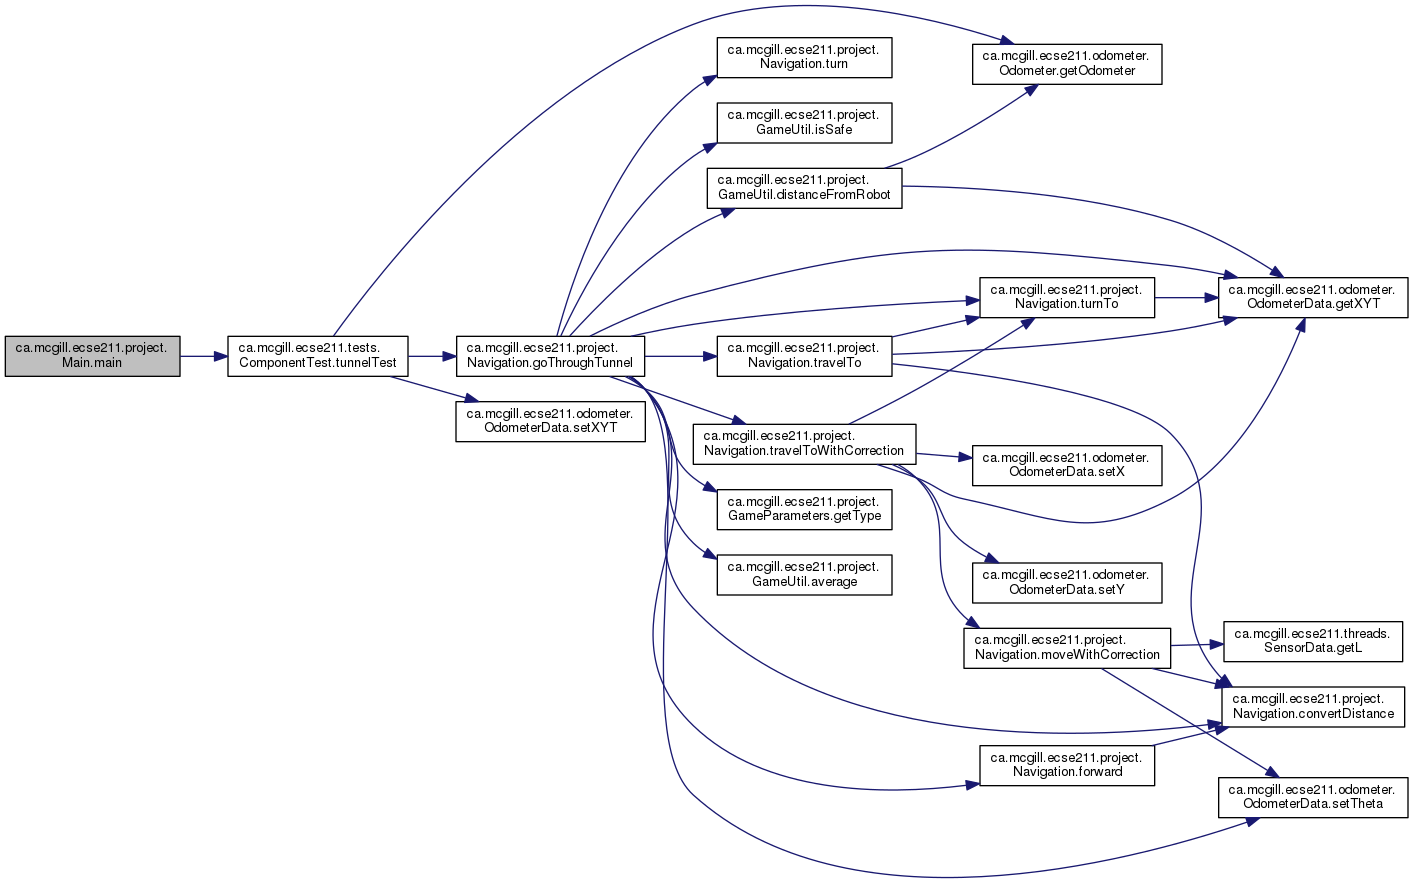 ca.mcgill.ecse211.project.
Main.main
ca.mcgill.ecse211.tests.
ComponentTest.tunnelTest
ca.mcgill.ecse211.project.
Navigation.goThroughTunnel
ca.mcgill.ecse211.odometer.
OdometerData.setXYT
ca.mcgill.ecse211.project.
Navigation.turn
ca.mcgill.ecse211.project.
GameUtil.isSafe
ca.mcgill.ecse211.project.
GameUtil.distanceFromRobot
ca.mcgill.ecse211.project.
Navigation.travelTo
ca.mcgill.ecse211.project.
Navigation.travelToWithCorrection
ca.mcgill.ecse211.project.
GameParameters.getType
ca.mcgill.ecse211.project.
GameUtil.average
ca.mcgill.ecse211.odometer.
Odometer.getOdometer
ca.mcgill.ecse211.project.
Navigation.turnTo
ca.mcgill.ecse211.odometer.
OdometerData.setX
ca.mcgill.ecse211.odometer.
OdometerData.setY
ca.mcgill.ecse211.project.
Navigation.moveWithCorrection
ca.mcgill.ecse211.project.
Navigation.forward
ca.mcgill.ecse211.odometer.
OdometerData.getXYT
ca.mcgill.ecse211.threads.
SensorData.getL
ca.mcgill.ecse211.project.
Navigation.convertDistance
ca.mcgill.ecse211.odometer.
OdometerData.setTheta